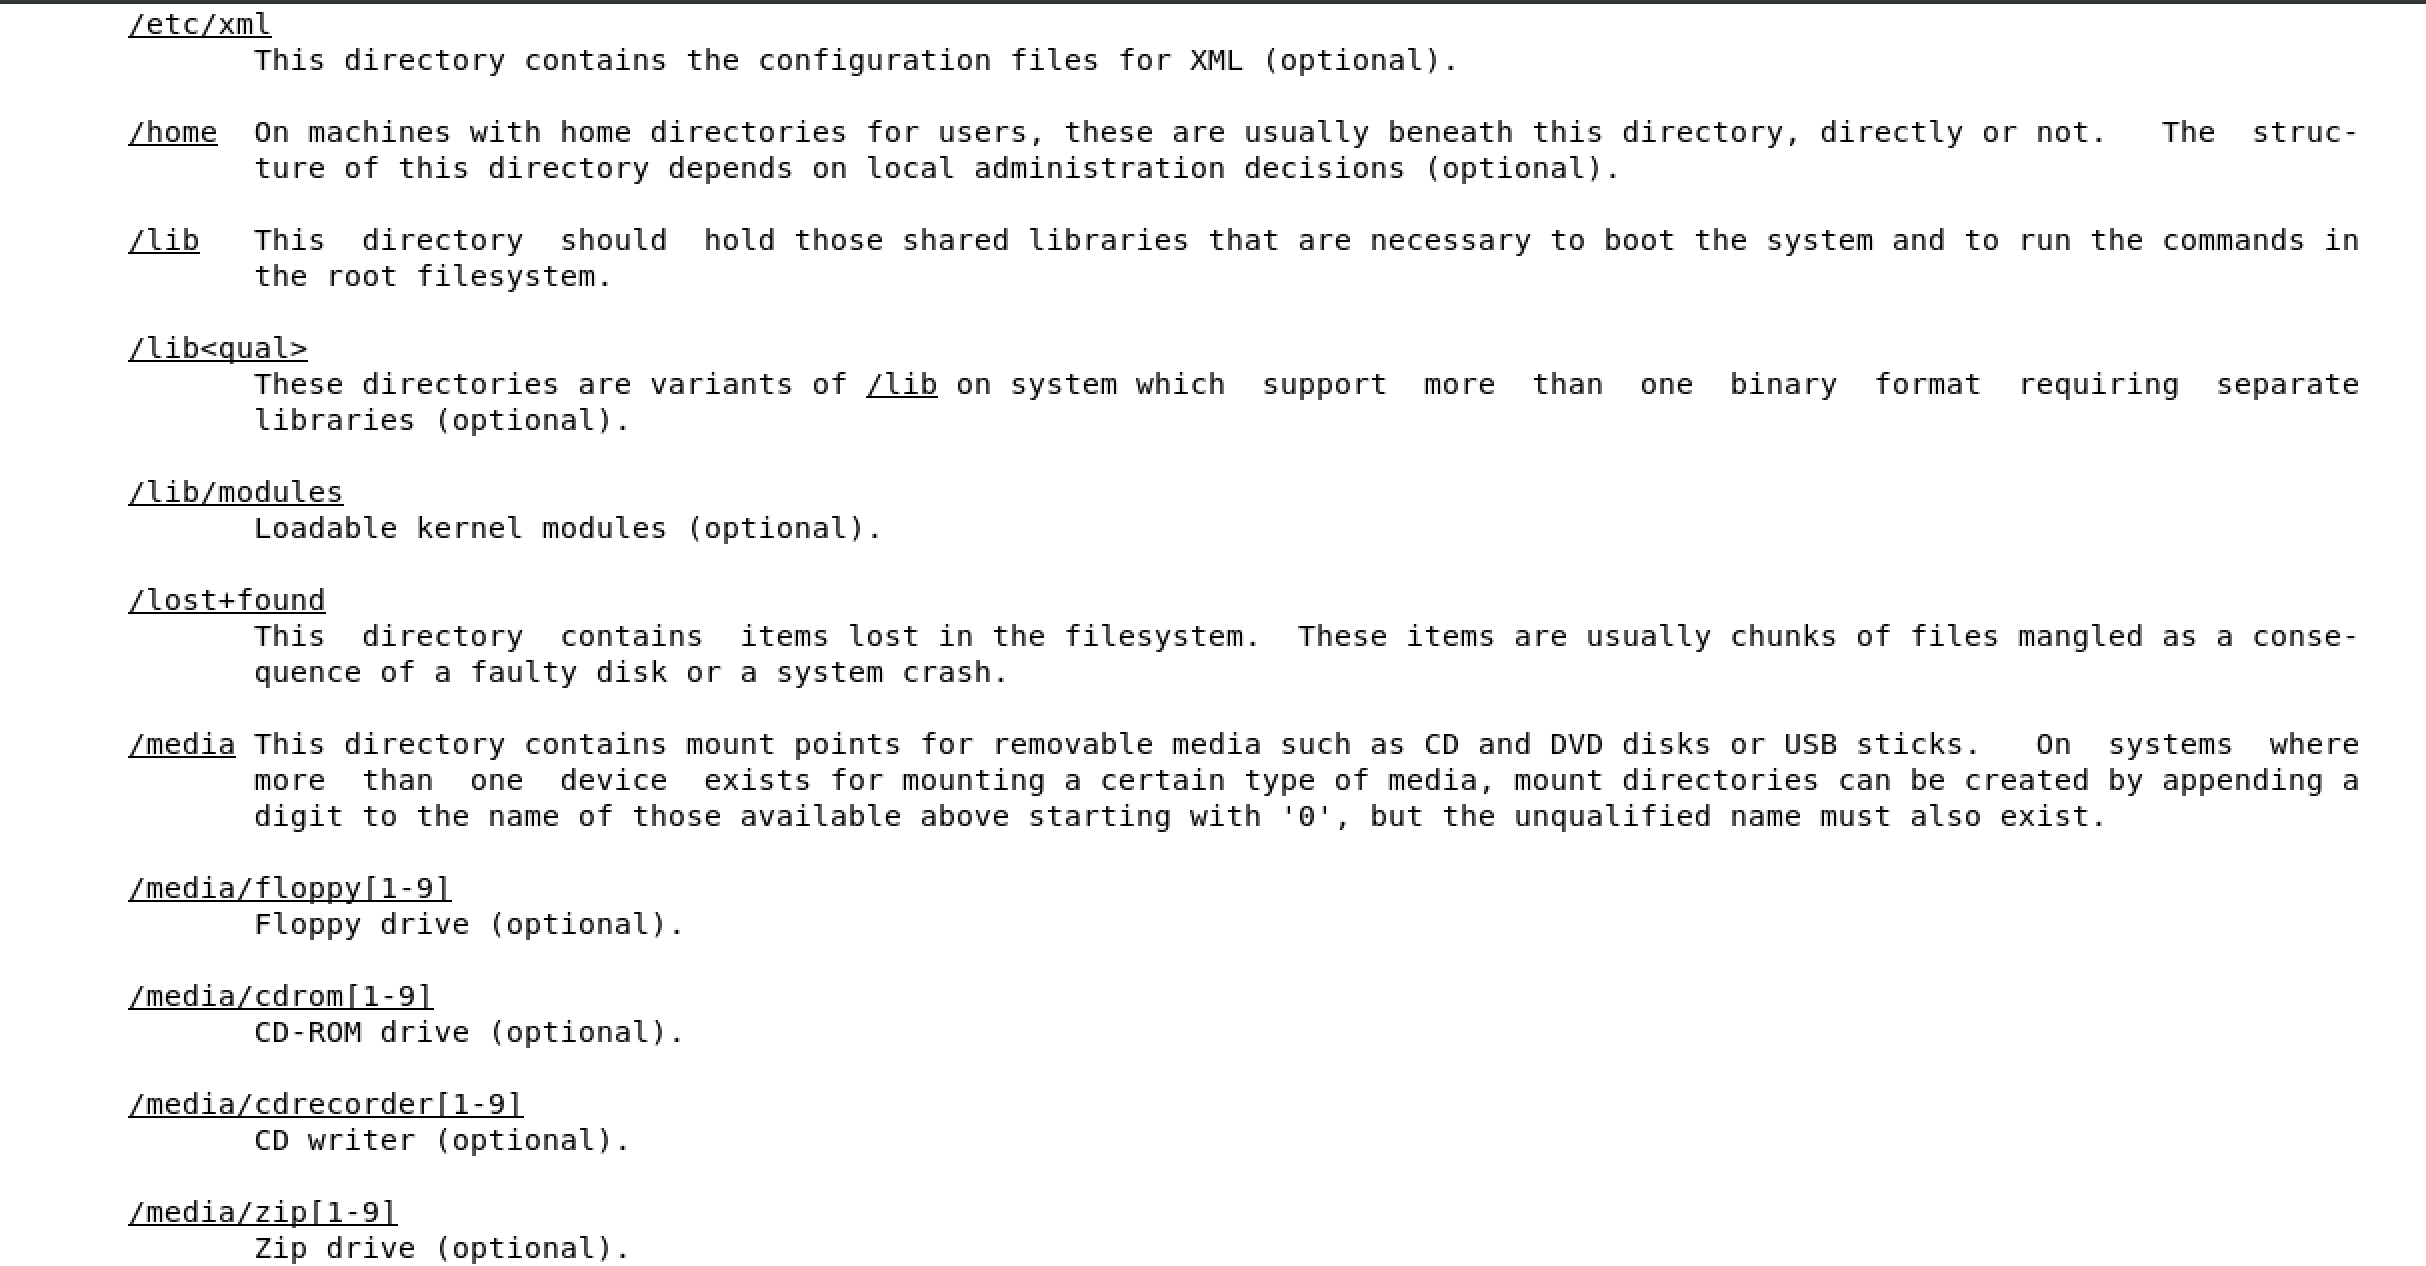 /etc/xml
This directory contains the configuration files for XML (optional).
/home On machines with home directories for users, these are usually beneath this directory, directly or not. The struc-
ture of this directory depends on local administration decisions (optional).
/lib This directory should hold those shared libraries that are necessary to boot the system and to run the commands in
the root filesystem.
/lib<qual>
These directories are variants of /lib on system which support more than one binary format requiring separate
libraries (optional).
/lib/modules
Loadable kernel modules (optional).
/lost+found
This directory contains items lost in the filesystem. These items are usually chunks of files mangled as a conse-
quence of a faulty disk or a system crash.
/media This directory contains mount points for removable media such as CD and DVD disks or USB sticks. On systems where
more than one device exists for mounting a certain type of media, mount directories can be created by appending a
digit to the name of those available above starting with '0', but the unqualified name must also exist.
/media/floppy[1-9]
Floppy drive (optional).
/media/cdrom[1-9]
CD-ROM drive (optional).
/media/cdrecorder[1-9]
CD writer (optional).
/media/zip[1-9]
Zip drive (optional).